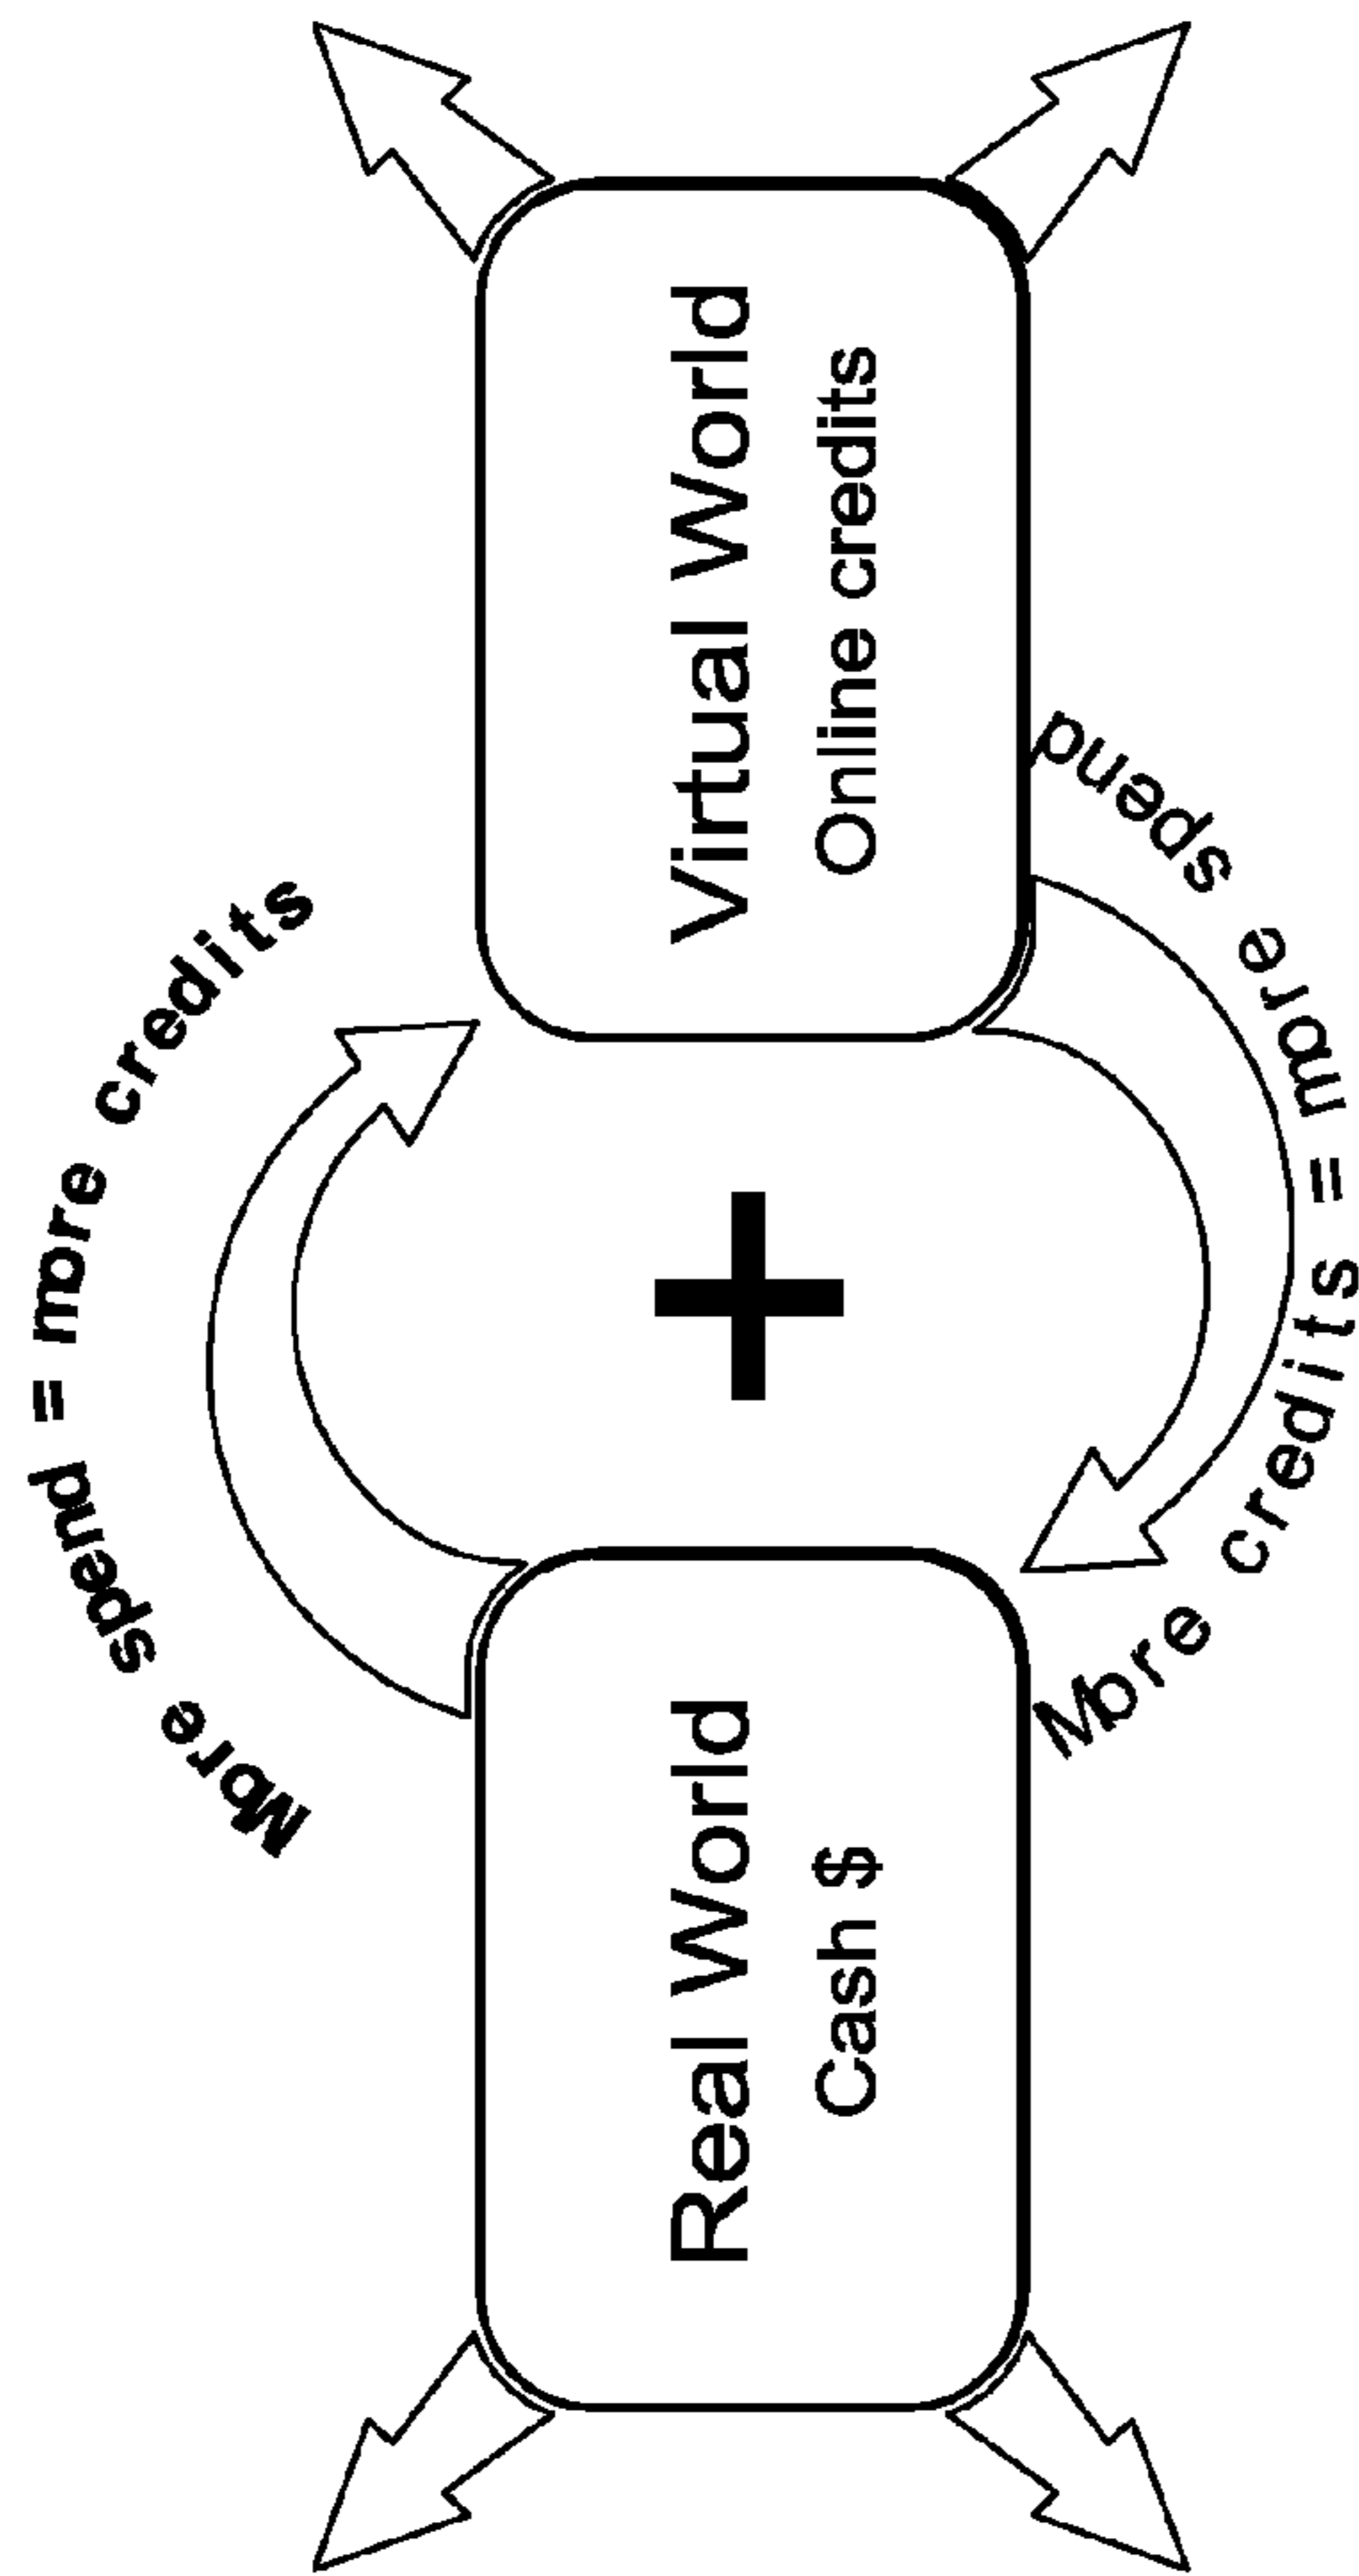 More spend = more credits
Real World
Cash $
+
Virtual World
Online credits
More credits = more spend